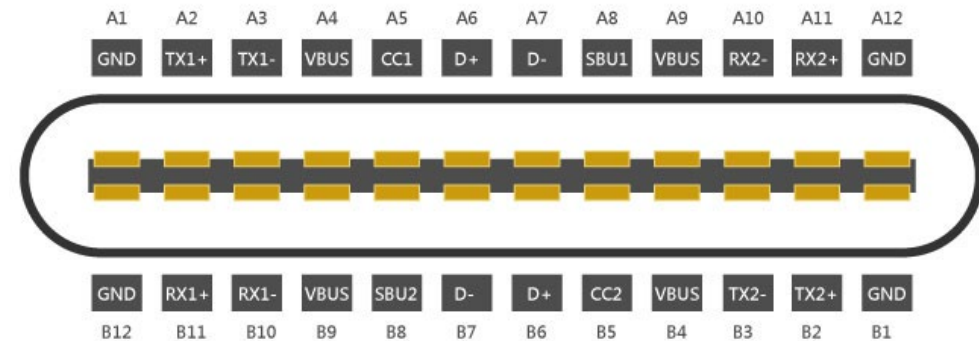 A1 A2 A3 A4 A5 A6 A7 A8 A9 A10 A11 A12
GND TX1+ TX1- VBUS CC1 D+ D- SBU1 VBUS RX2- RX2+ GND
GND RX1+ RX1- VBUS SBU2 D- D+ CC2 VBUS TX2- TX2+ GND
B12 B11 B10 B9 B8 B7 B6 B5 B4 B3 B2 B1